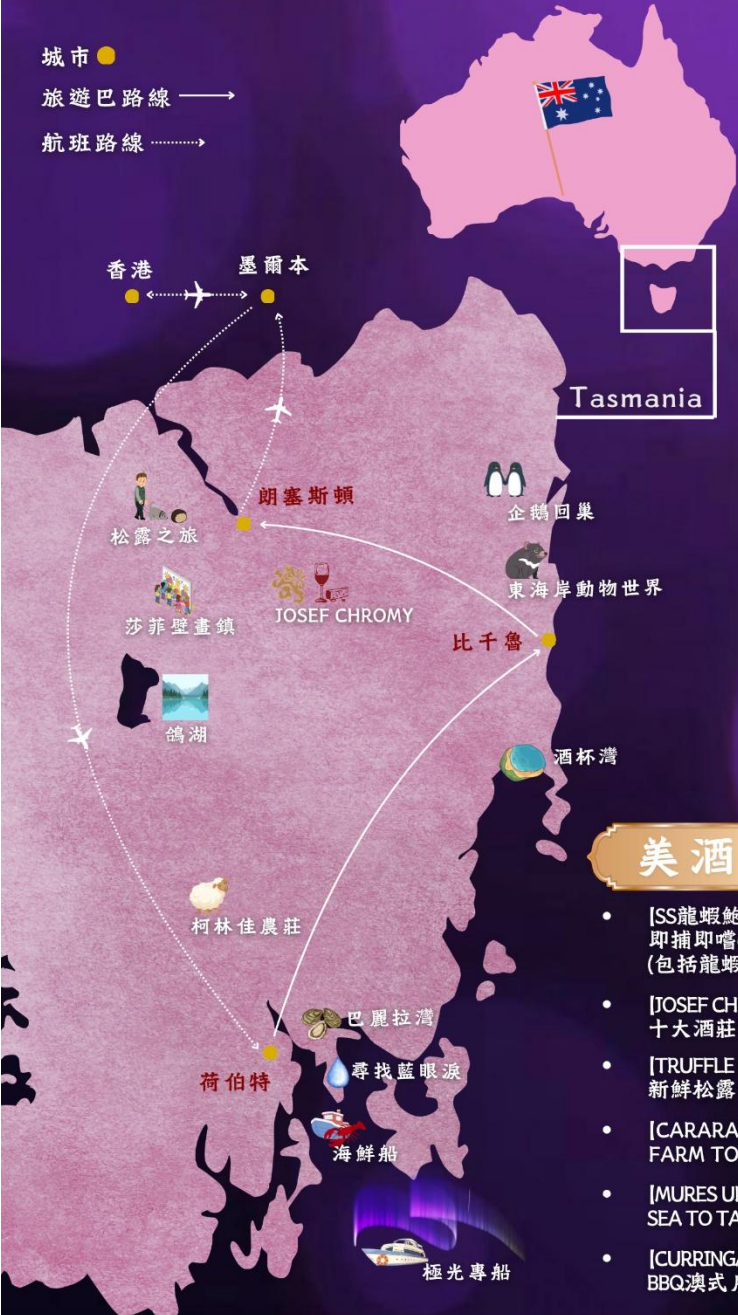 城市
旅遊巴路線
航班路線
香港
墨爾本
Tasmania
朗塞斯頓
企鵝回巢
松露之旅
東海岸動物世界
JOSEF CHROMY
莎菲壁畫鎮
比千魯
鴿湖
酒杯灣
美酒
柯林佳農莊
[SS龍蝦鮑
即捕即嚐
(包括龍蝦
[JOSEF CH
十大酒莊
巴麗拉灣
[TRUFFLE
新鮮松露
荷伯特
尋找藍眼淚
[CARARA
FARM TO
海鮮船
[MURES U
SEA TO TA
極光專船
[CURRINGA
BBQ澳式